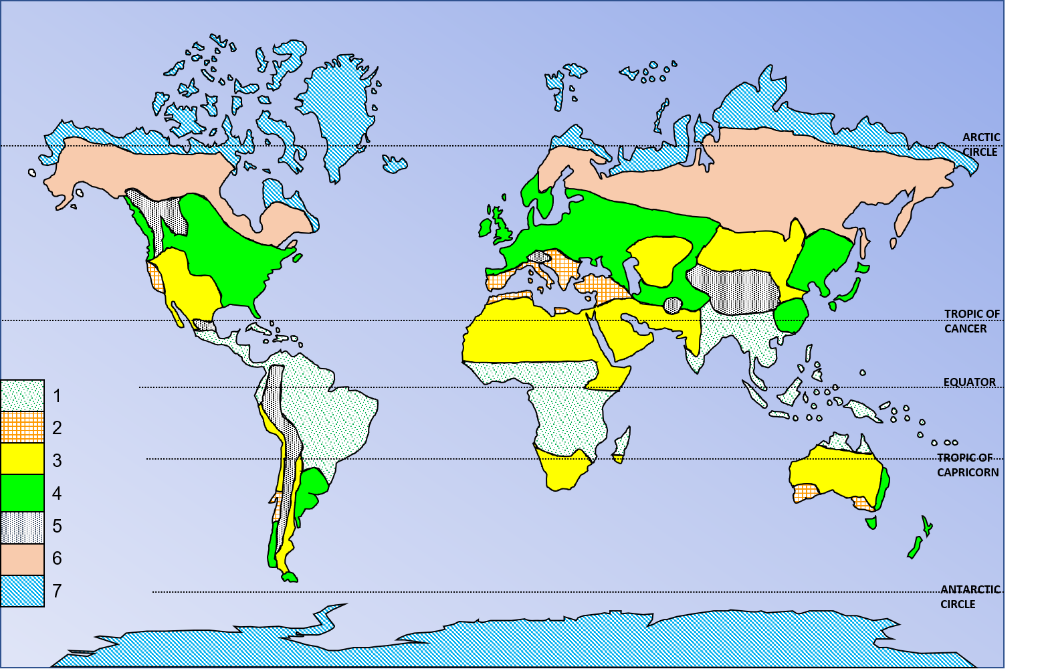 ARCTIC
CIRCLE
TROPIC OF
CANCER
EQUATOR
1
2
3
4
5
6
7
TROPIC OF
CAPRICORN
ANTARCTIC
CIRCLE